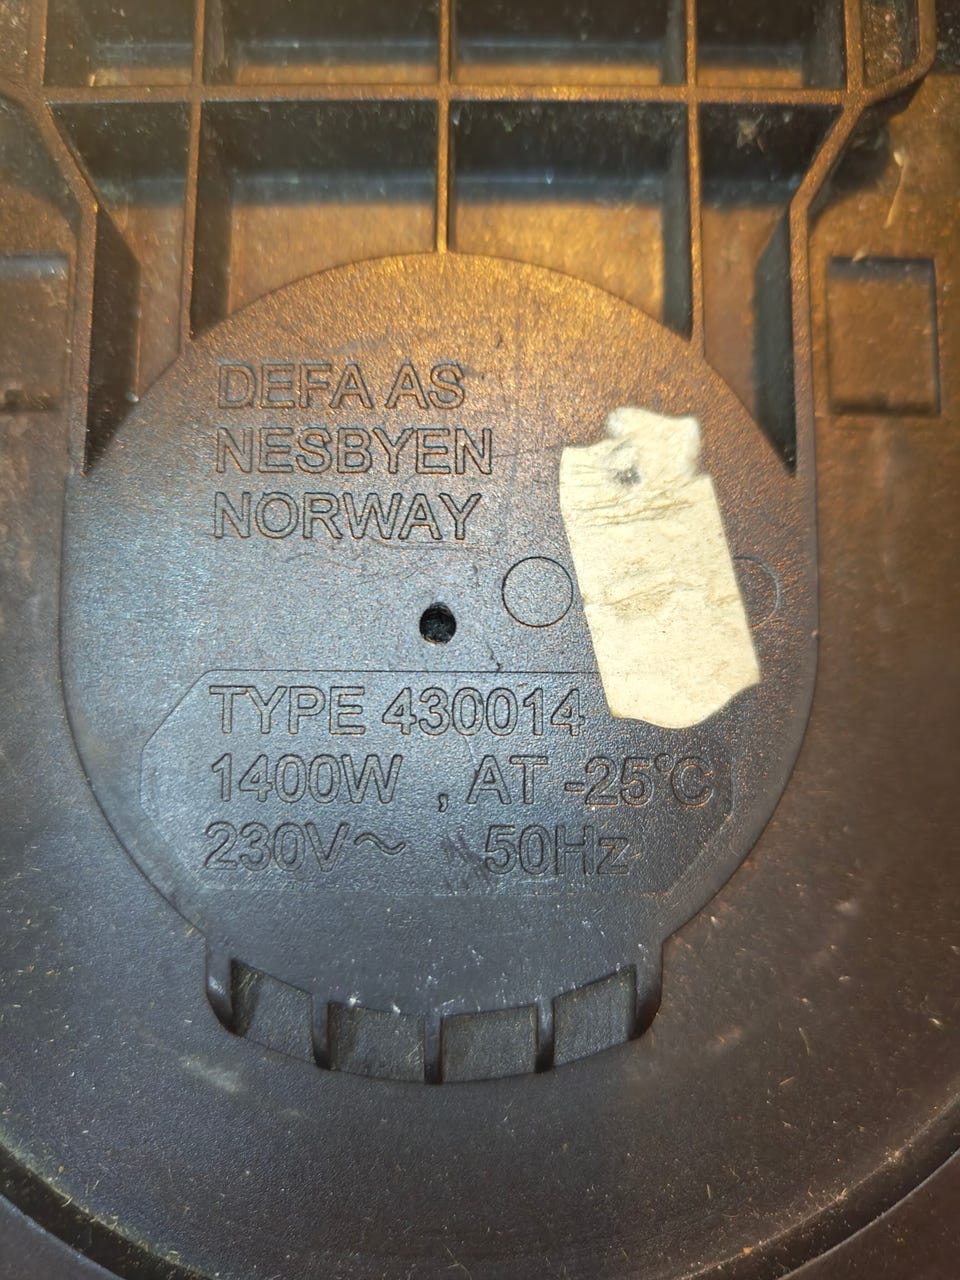 DEFA AS
NESBYEN
NORWAY
TYPE 430014
1400W , AT -25°C
230V~ 50Hz